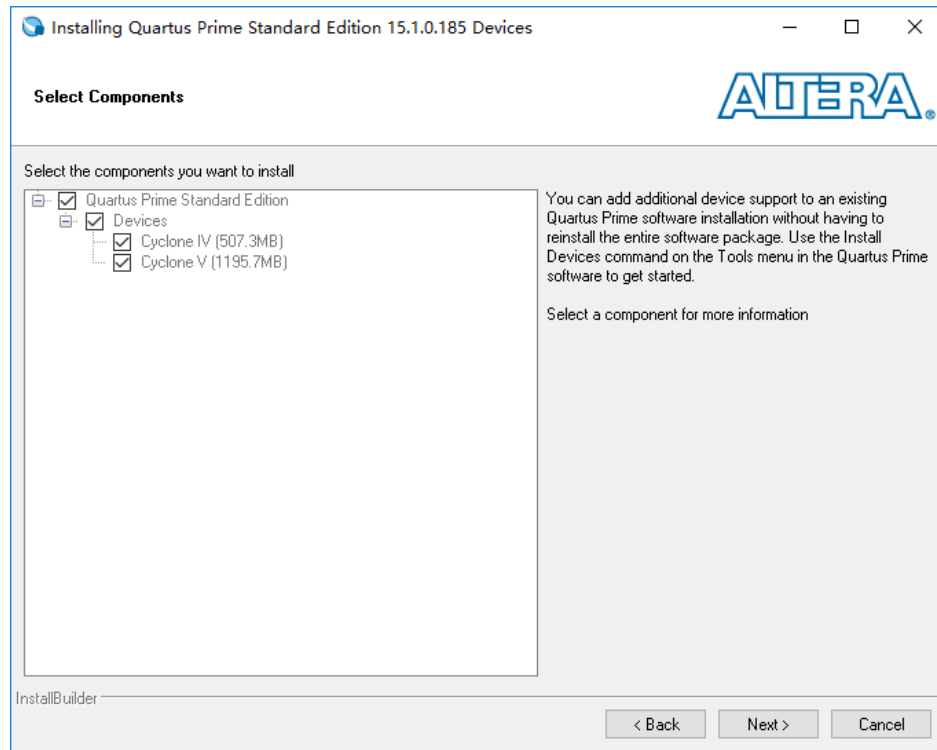 Installing Quartus Prime Standard Edition 15.1.0.185 Devices
Select Components
ALTERA®
Select the components you want to install
Quartus Prime Standard Edition
Devices
Cyclone IV (507.3MB)
Cyclone V (1195.7MB)
You can add additional device support to an existing
Quartus Prime software installation without having to
reinstall the entire software package. Use the Install
Devices command on the Tools menu in the Quartus Prime
software to get started.
Select a component for more information
InstallBuilder
< Back
Next >
Cancel